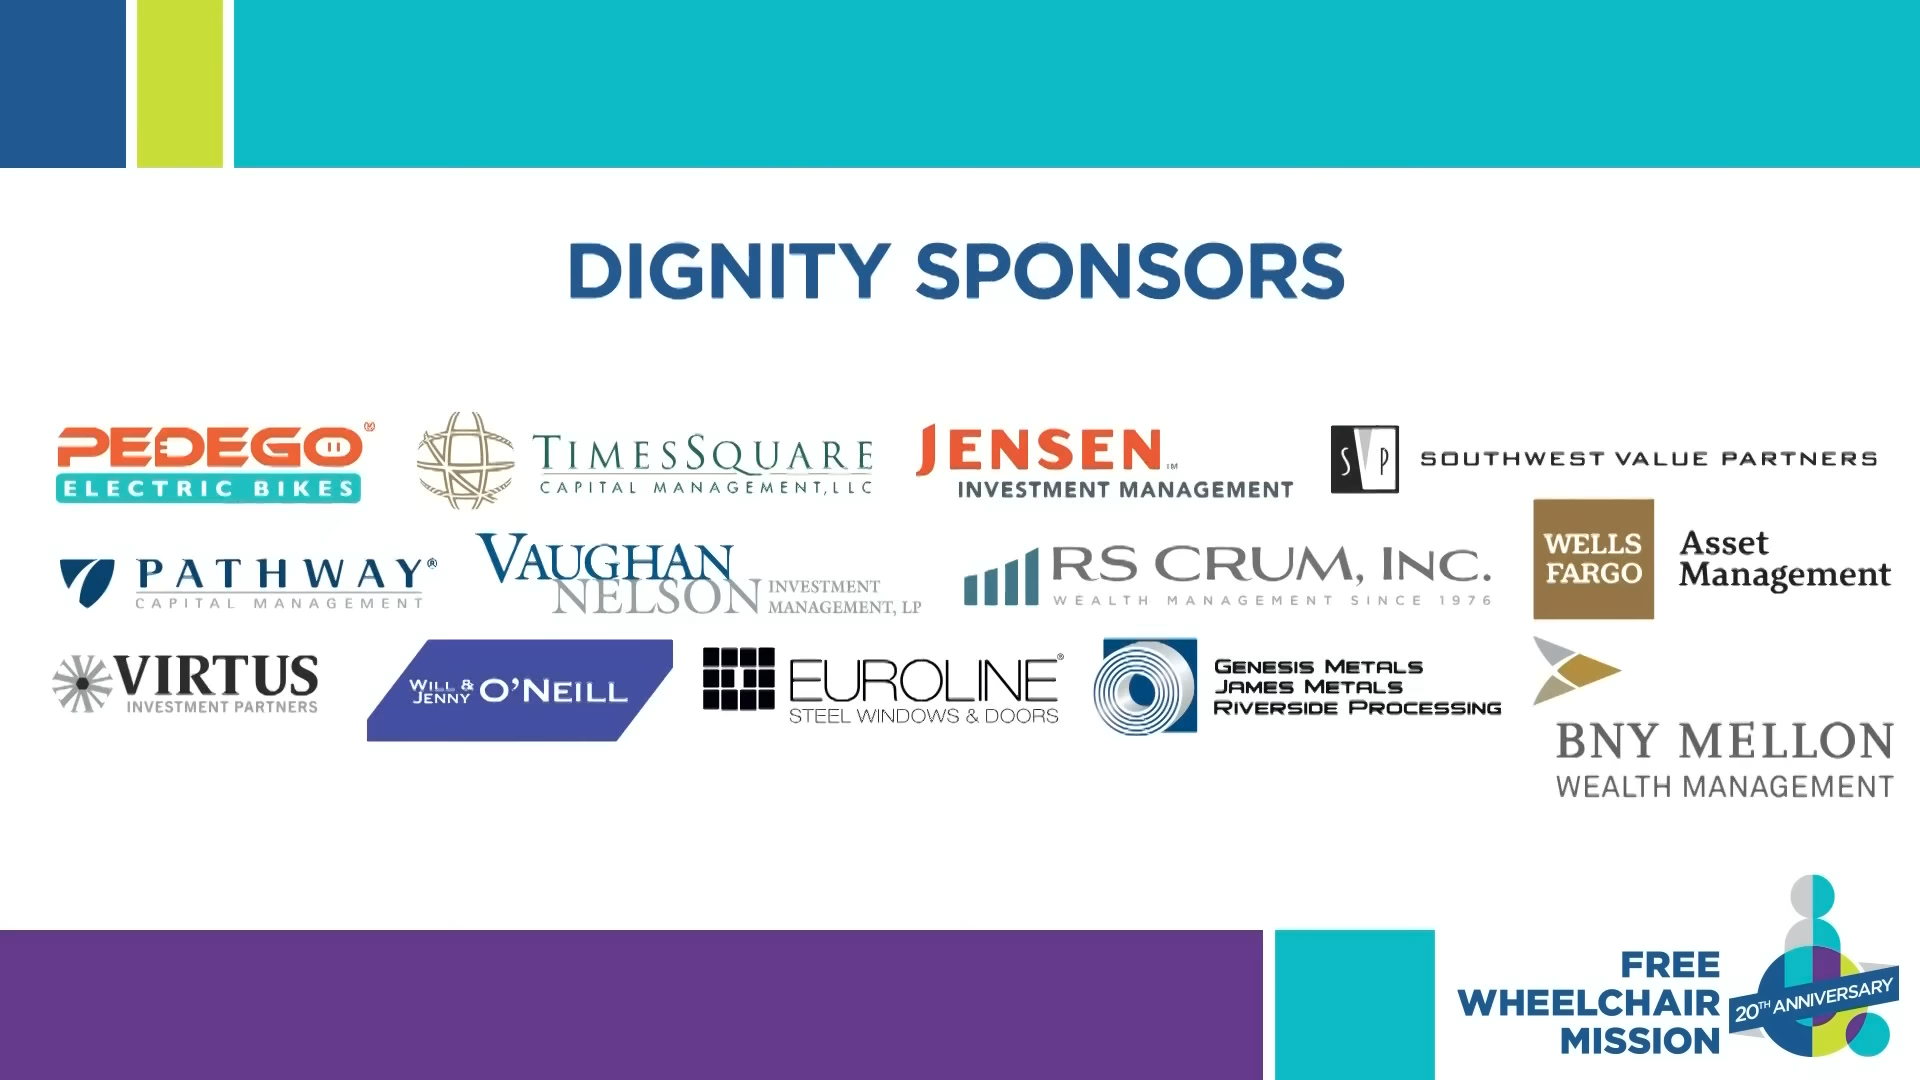 DIGNITY SPONSORS
PEDEGO®
ELECTRIC BIKES
TIMESSQUARE
CAPITAL MANAGEMENT, LLC
JENSEN TM
INVESTMENT MANAGEMENT
SVP
SOUTHWEST VALUE PARTNERS
PATHWAY®
CAPITAL MANAGEMENT
VAUGHAN
NELSON
INVESTMENT
MANAGEMENT, LP
RS CRUM, INC.
WEALTH MANAGEMENT SINCE 1976
WELLS
FARGO
Asset
Management
VIRTUS
INVESTMENT PARTNERS
WILL &
JENNY
O'NEILL
EUROLINE®
STEEL WINDOWS & DOORS
GENESIS METALS
JAMES METALS
RIVERSIDE PROCESSING
BNY MELLON
WEALTH MANAGEMENT
FREE
WHEELCHAIR
MISSION
20TH ANNIVERSARY